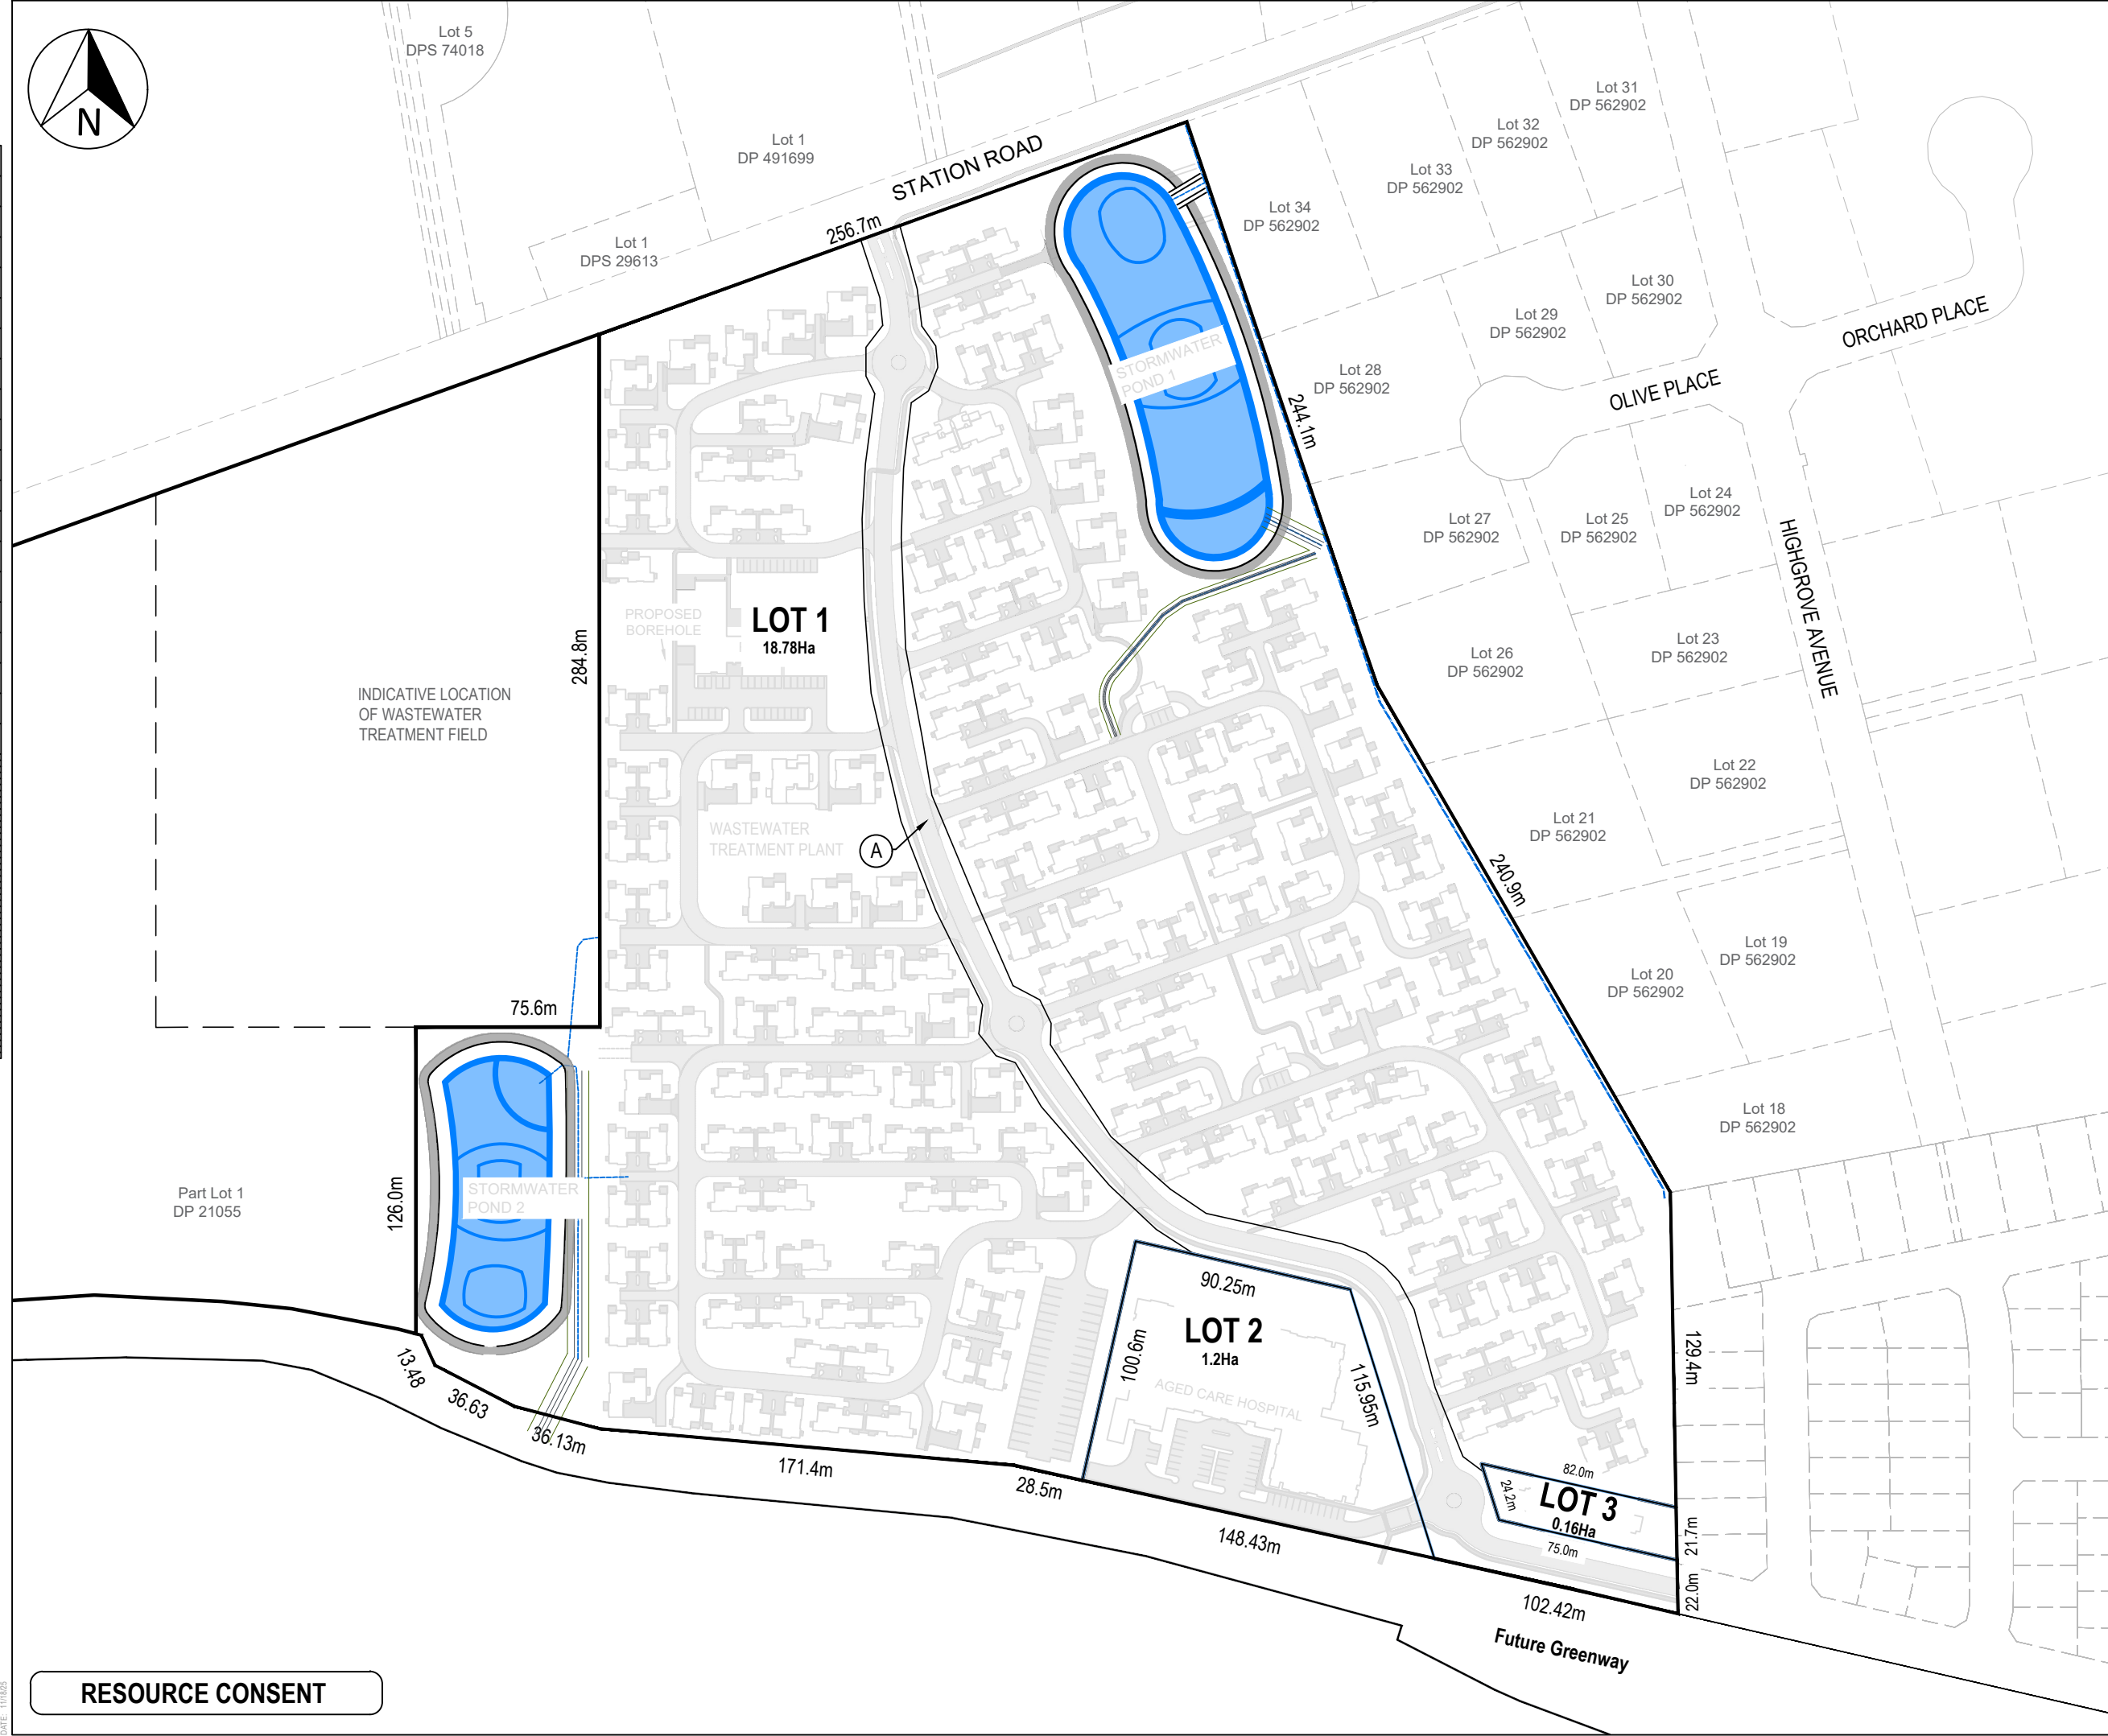 Lot 5
DPS 74018
N
Lot 1
DP 491699
STATION ROAD
Lot 1
DPS 29613
256.7m
Lot 31
DP 562902
Lot 32
DP 562902
Lot 33
DP 562902
Lot 34
DP 562902
Lot 30
DP 562902
Lot 29
DP 562902
ORCHARD PLACE
STORMWATER
POND 1
Lot 28
DP 562902
OLIVE PLACE
244.1m
Lot 24
DP 562902
Lot 27
DP 562902
Lot 25
DP 562902
HIGHGROVE AVENUE
PROPOSED
BOREHOLE
LOT 1
18.78Ha
284.8m
Lot 23
DP 562902
Lot 26
DP 562902
INDICATIVE LOCATION
OF WASTEWATER
TREATMENT FIELD
Lot 22
DP 562902
WASTEWATER
TREATMENT PLANT
A
Lot 21
DP 562902
240.9m
Lot 19
DP 562902
Lot 20
DP 562902
75.6m
Lot 18
DP 562902
STORMWATER
POND 2
Part Lot 1
DP 21055
126.0m
90.25m
LOT 2
1.2Ha
100.6m
115.95m
AGED CARE HOSPITAL
129.4m
13.48
36.63
36.13m
171.4m
28.5m
148.43m
82.0m
24.2m
LOT 3
0.16Ha
75.0m
21.7m
22.0m
102.42m
Future Greenway
RESOURCE CONSENT